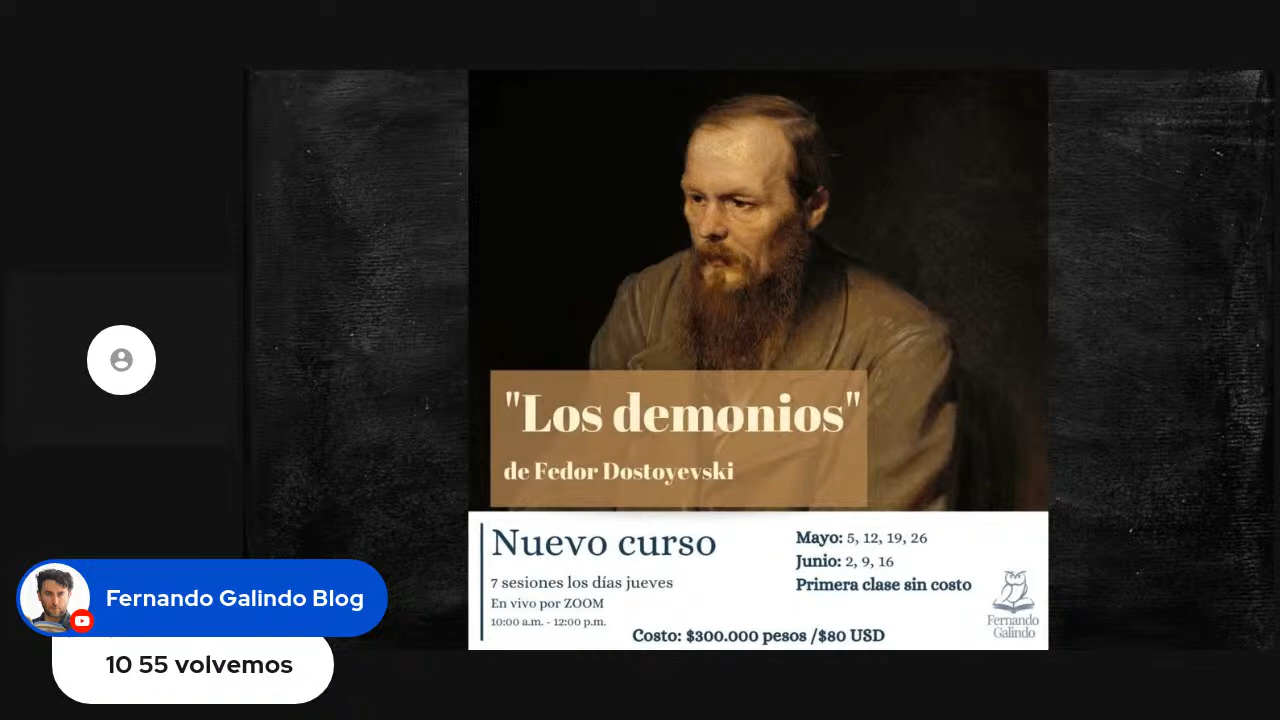 "Los demonios"
de Fedor Dostoyevski
Nuevo curso
7 sesiones los días jueves
En vivo por ZOOM
10:00 a.m. - 12:00 p.m.
Mayo: 5, 12, 19, 26
Junio: 2, 9, 16
Primera clase sin costo
Costo: $300.000 pesos /$80 USD
Fernando
Galindo
Fernando Galindo Blog
10 55 volvemos